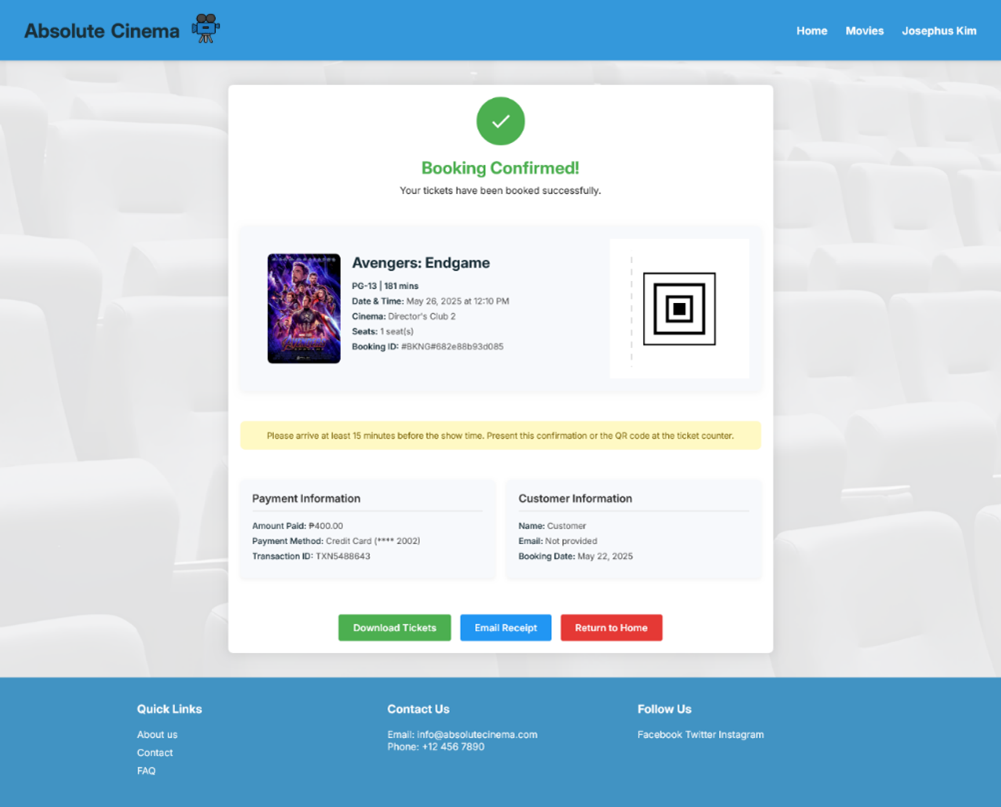 Absolute Cinema
Home Movies Josephus Kim
Booking Confirmed!
Your tickets have been booked successfully.
Avengers: Endgame
PG-13 | 181 mins
Date & Time: May 26, 2025 at 12:10 PM
Cinema: Director's Club 2
Seats: 1 seat(s)
Booking ID: #BKNG#682e88b93d085
Please arrive at least 15 minutes before the show time. Present this confirmation or the QR code at the ticket counter.
Payment Information
Amount Paid: ₱400.00
Payment Method: Credit Card (**** 2002)
Transaction ID: TXN5488643
Customer Information
Name: Customer
Email: Not provided
Booking Date: May 22, 2025
Download Tickets
Email Receipt
Return to Home
Quick Links
About us
Contact
FAQ
Contact Us
Email: info@absolutecinema.com
Phone: +12 456 7890
Follow Us
Facebook Twitter Instagram